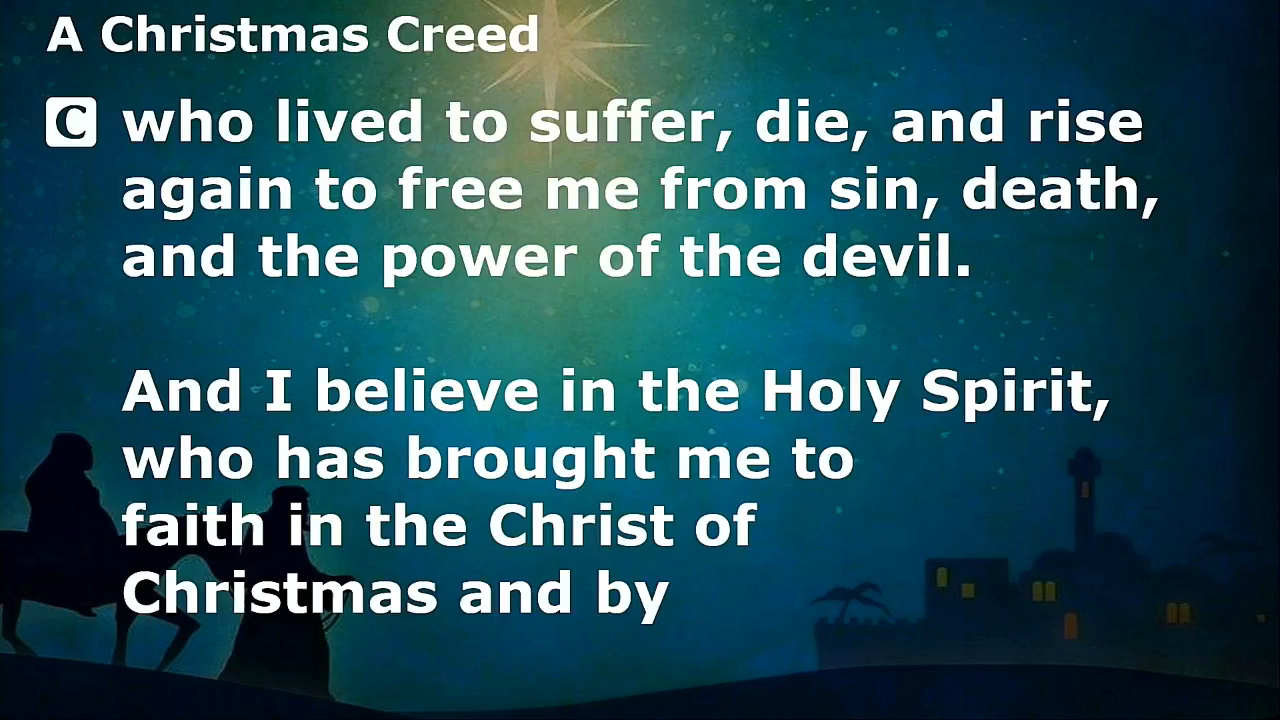 A Christmas Creed
C who lived to suffer, die, and rise
again to free me from sin, death,
and the power of the devil.
And I believe in the Holy Spirit,
who has brought me to
faith in the Christ of
Christmas and by